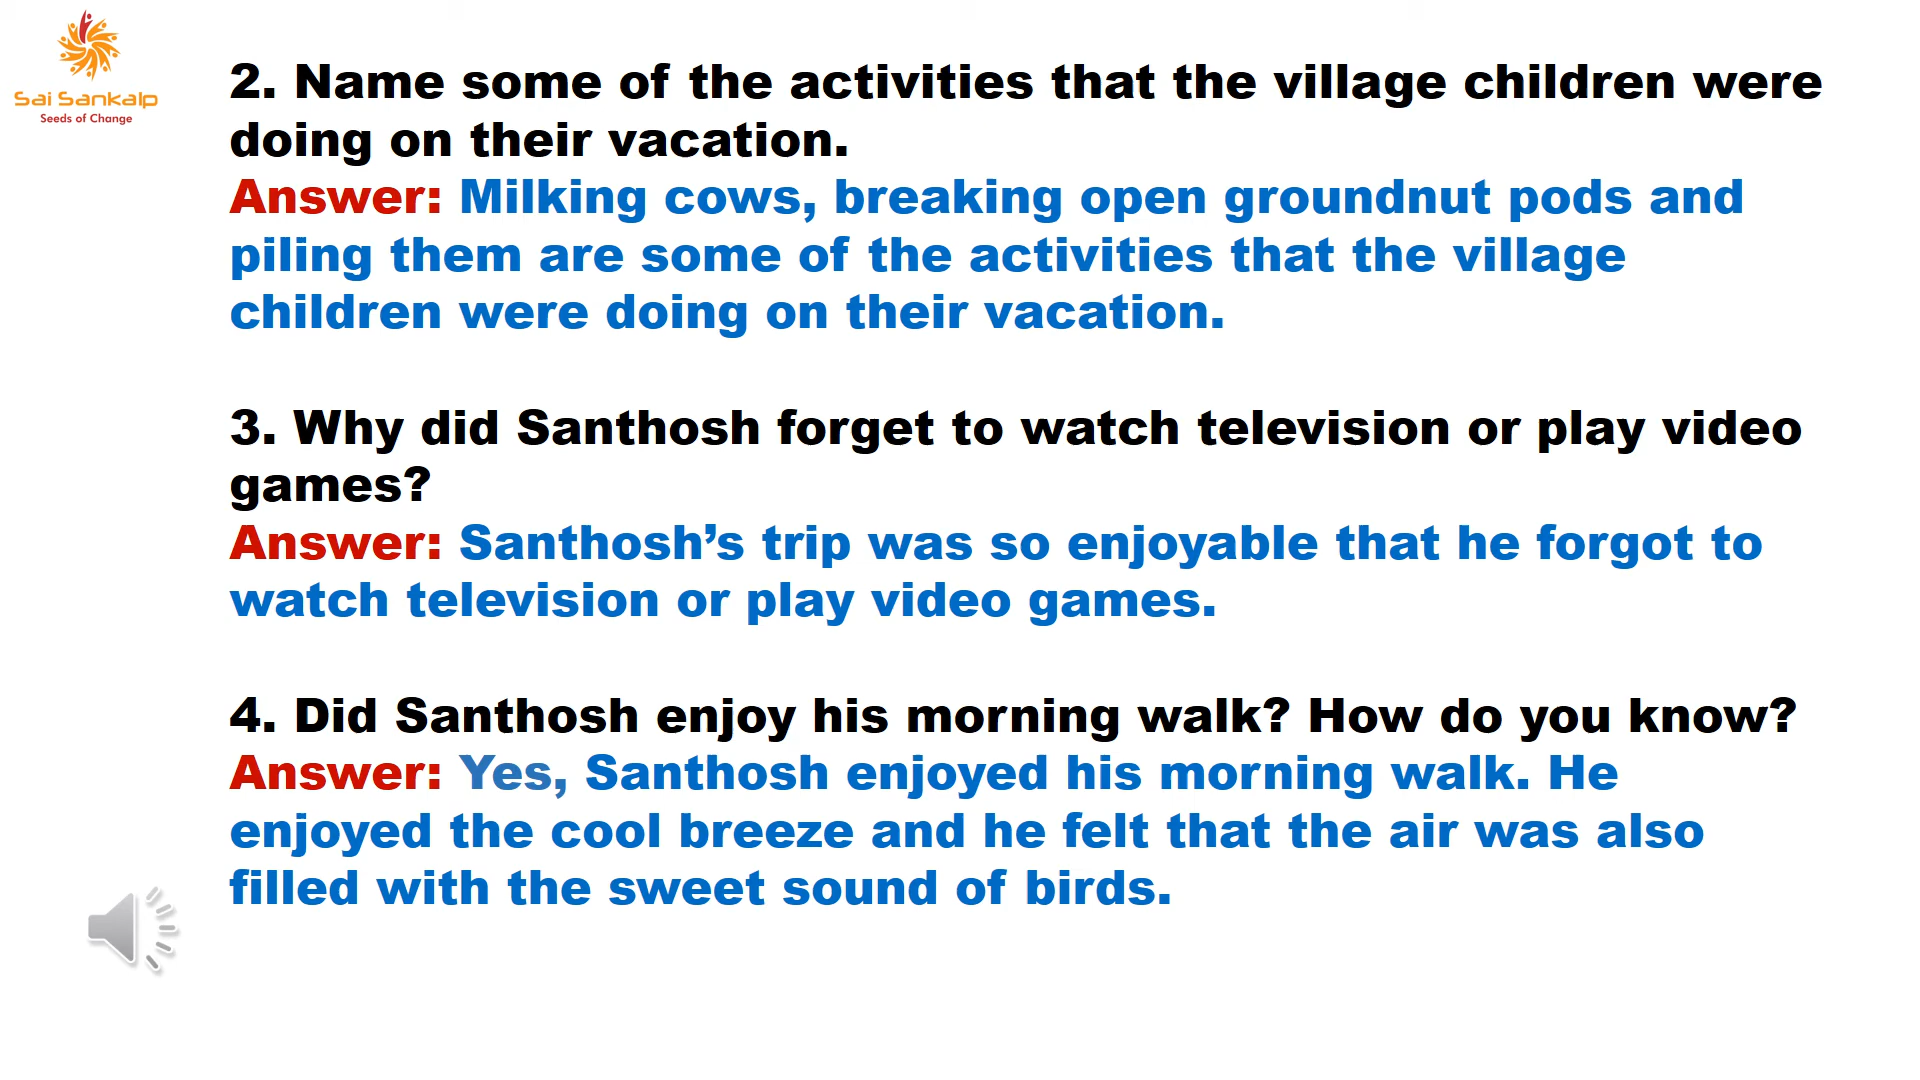 Sai Sankalp
Seeds of Change
2. Name some of the activities that the village children were
doing on their vacation.
Answer: Milking cows, breaking open groundnut pods and
piling them are some of the activities that the village
children were doing on their vacation.
3. Why did Santhosh forget to watch television or play video
games?
Answer: Santhosh’s trip was so enjoyable that he forgot to
watch television or play video games.
4. Did Santhosh enjoy his morning walk? How do you know?
Answer: Yes, Santhosh enjoyed his morning walk. He
enjoyed the cool breeze and he felt that the air was also
filled with the sweet sound of birds.